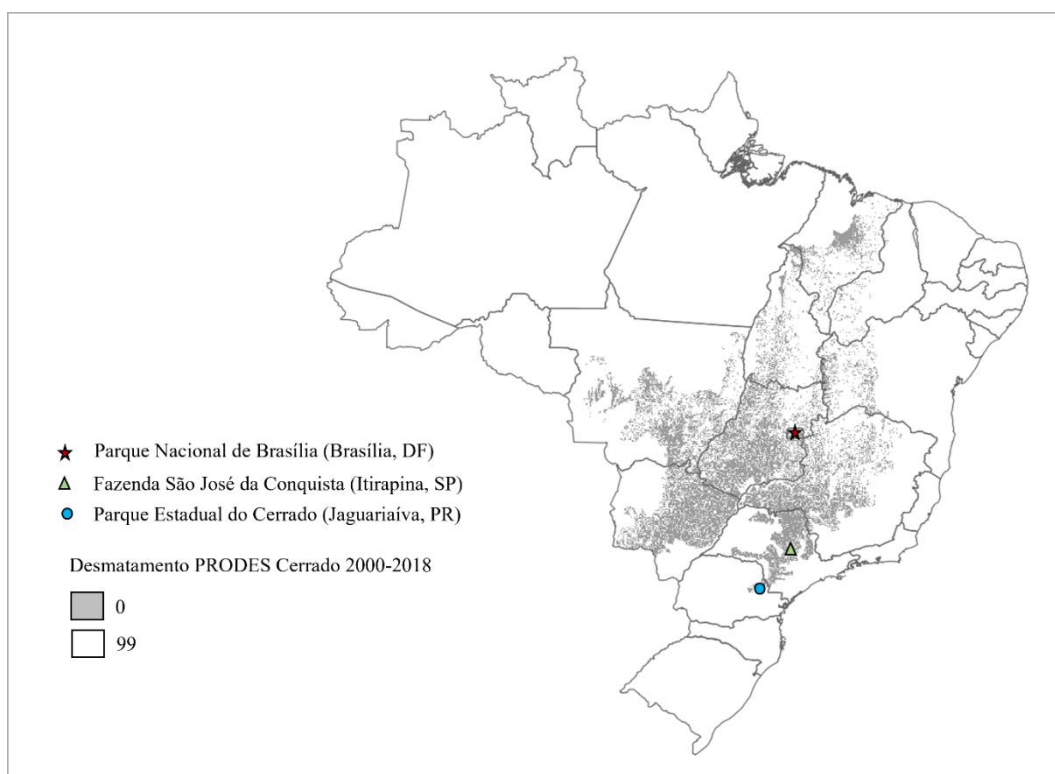 Parque Nacional de Brasília (Brasília, DF)
Fazenda São José da Conquista (Itirapina, SP)
Parque Estadual do Cerrado (Jaguariaíva, PR)
Desmatamento PRODES Cerrado 2000-2018
0
99